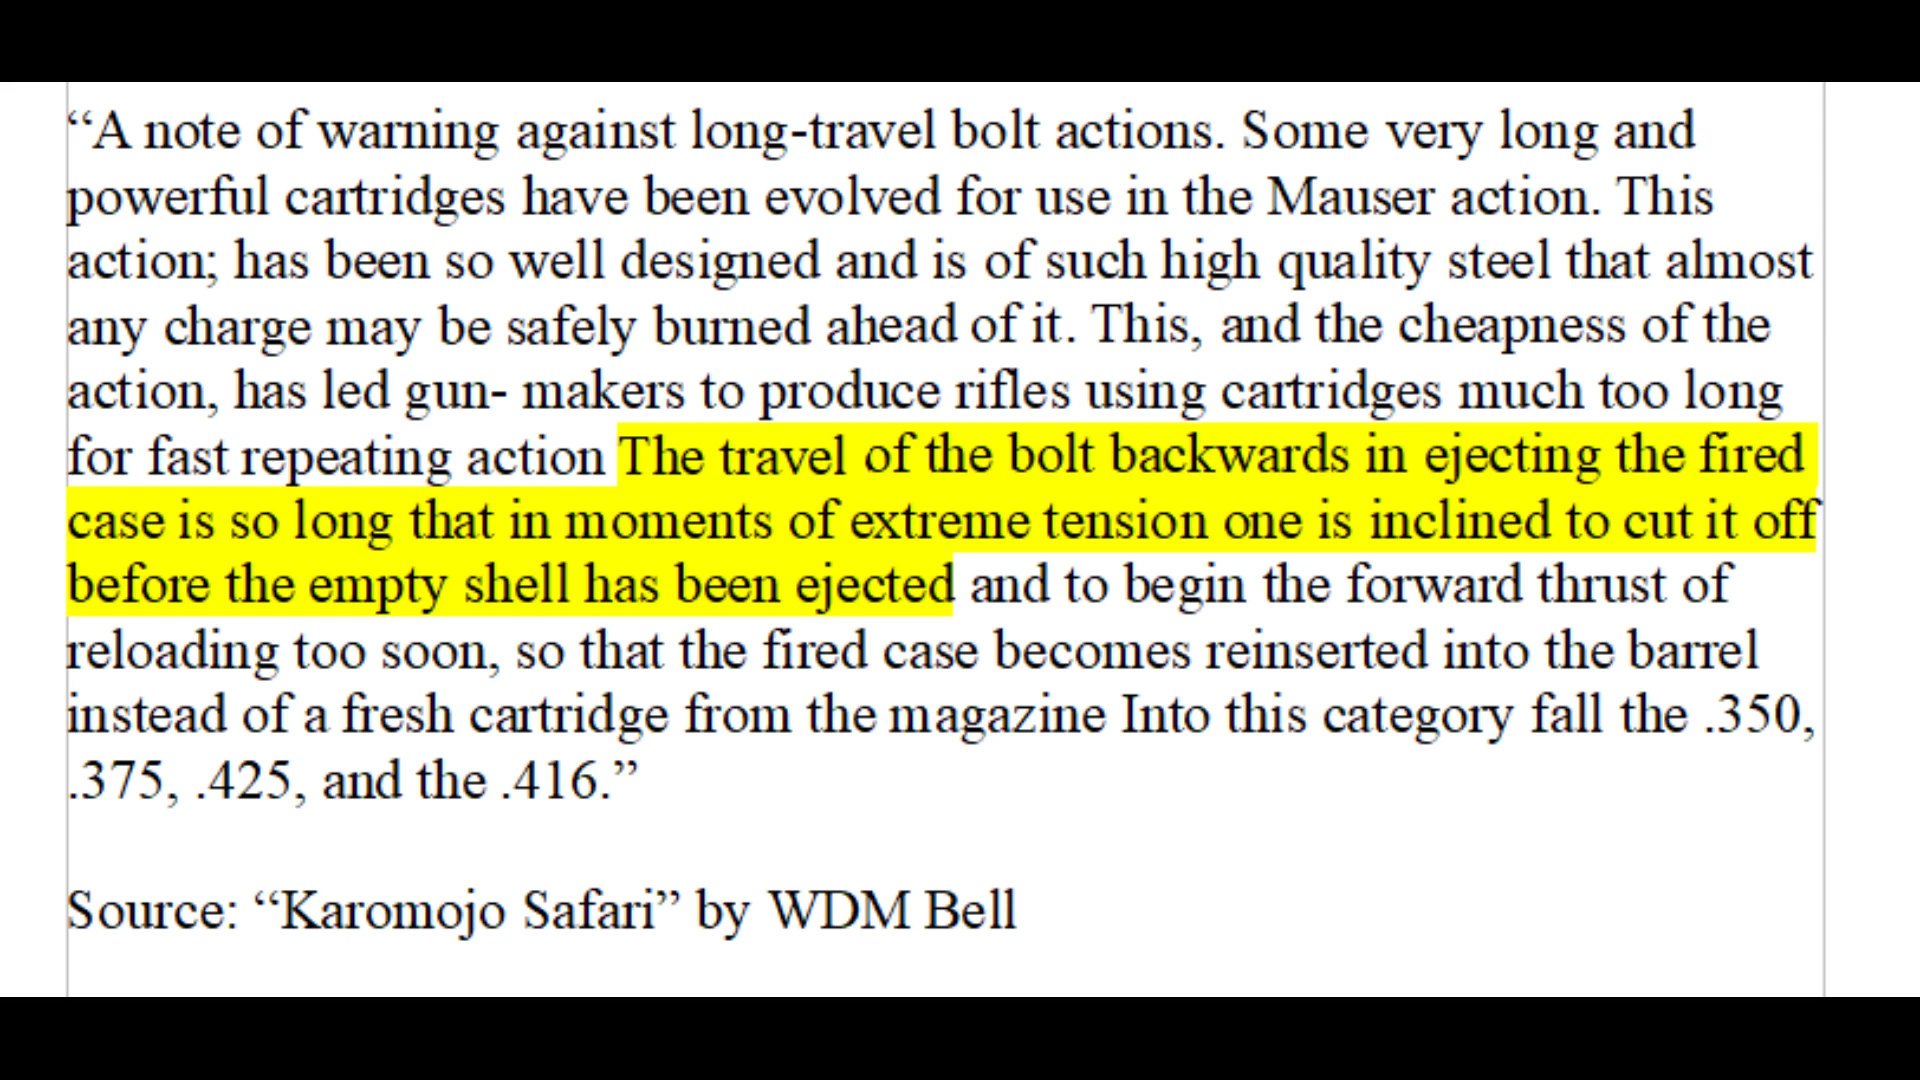 “A note of warning against long-travel bolt actions. Some very long and
powerful cartridges have been evolved for use in the Mauser action. This
action; has been so well designed and is of such high quality steel that almost
any charge may be safely burned ahead of it. This, and the cheapness of the
action, has led gun- makers to produce rifles using cartridges much too long
for fast repeating action The travel of the bolt backwards in ejecting the fired
case is so long that in moments of extreme tension one is inclined to cut it off
before the empty shell has been ejected and to begin the forward thrust of
reloading too soon, so that the fired case becomes reinserted into the barrel
instead of a fresh cartridge from the magazine Into this category fall the .350,
.375, .425, and the .416.”
Source: “Karomojo Safari” by WDM Bell